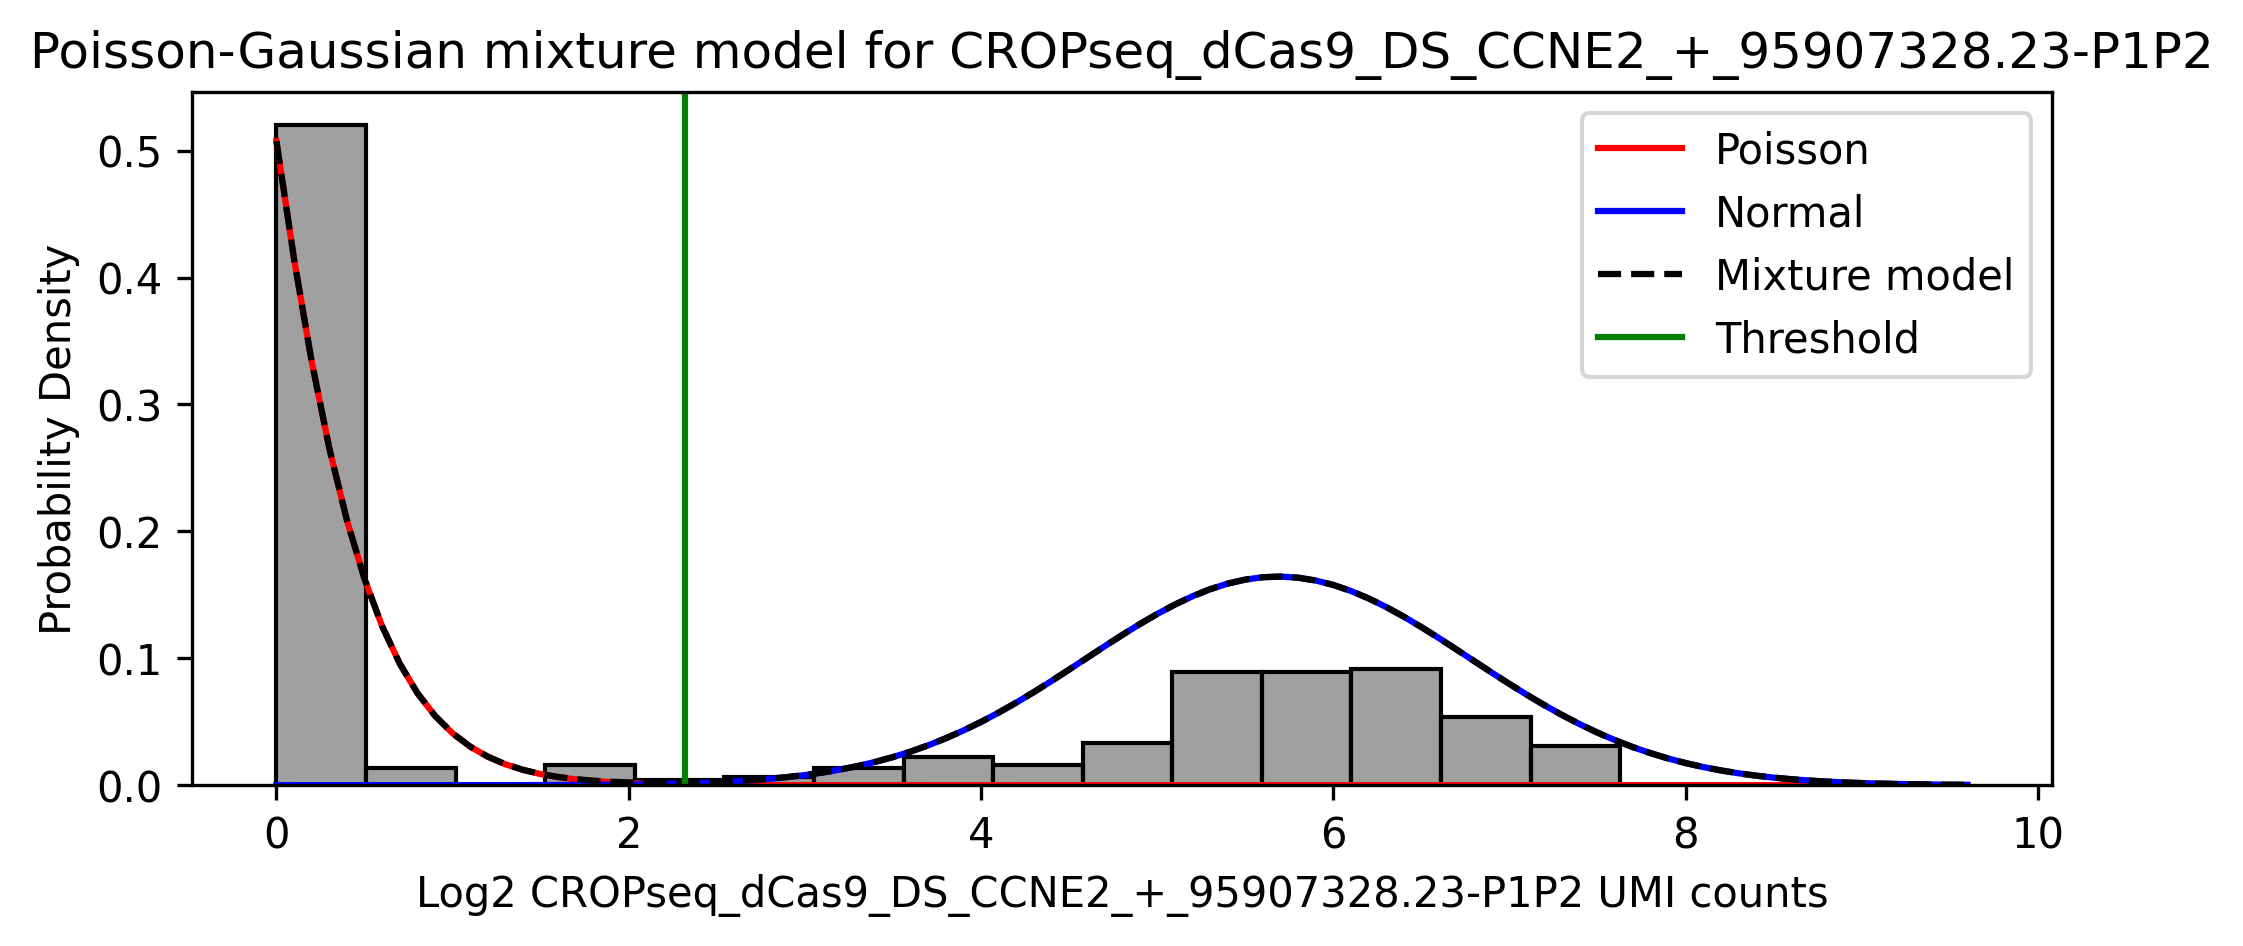 Poisson-Gaussian mixture model for CROPseq_dCas9_DS_CCNE2_+_95907328.23-P1P2
Poisson
Normal
Mixture model
Threshold
Probability Density
0.5
0.4
0.3
0.2
0.1
0.0
0 2 4 6 8 10
Log2 CROPseq_dCas9_DS_CCNE2_+_95907328.23-P1P2 UMI counts